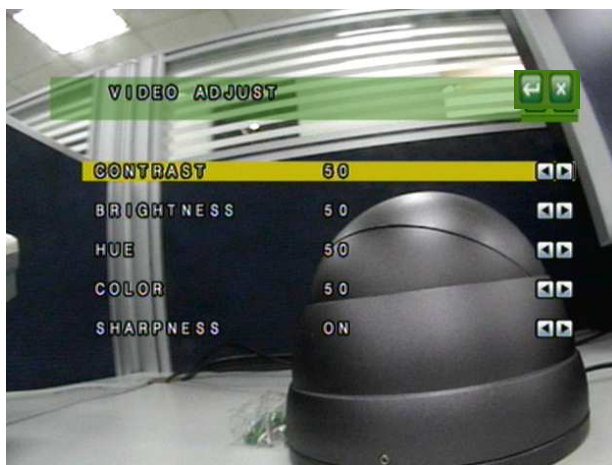 VIDEO ADJUST
CONTRAST 50
BRIGHTNESS 50
HUE 50
COLOR 50
SHARPNESS ON